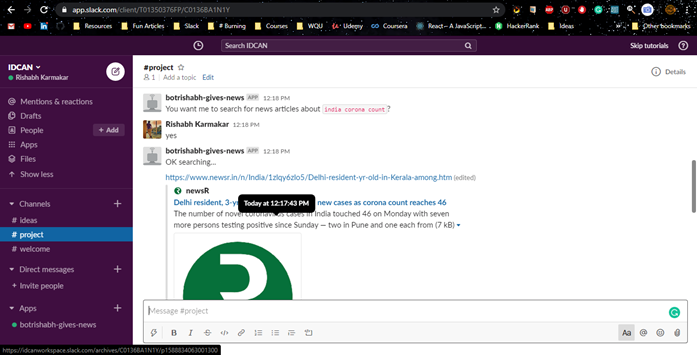 app.slack.com/client/T01350376FP/C0136BA1N1Y
Resources
Fun Articles
Slack
# Burning
Courses
WQU
Udemy
Coursera
React – A JavaScript...
HackerRank
Ideas
»
Other bookmarks
Search IDCAN
Skip tutorials
IDCAN
Rishabh Karmakar
Mentions & reactions
Drafts
People
+ Add
Apps
Files
Show less
Channels
# ideas
# project
# welcome
Direct messages
+ Invite people
Apps
botrishabh-gives-news
#project
1 | Add a topic Edit
Details
botrishabh-gives-news APP 12:18 PM
You want me to search for news articles about india corona count?
Rishabh Karmakar 12:18 PM
yes
botrishabh-gives-news APP 12:18 PM
OK searching...
https://www.newsr.in/n/India/1zlqy6zlo5/Delhi-resident-yr-old-in-Kerala-among.htm (edited)
newsR
Today at 12:17:43 PM
Delhi resident, 3-y new cases as corona count reaches 46
The number of novel coronavirus cases in India touched 46 on Monday with seven
more persons testing positive since Sunday — two in Pune and one each from (7 kB)
Message #project
B I
Aa @
https://idcanworkspace.slack.com/archives/C0136BA1N1Y/p1588834063001300